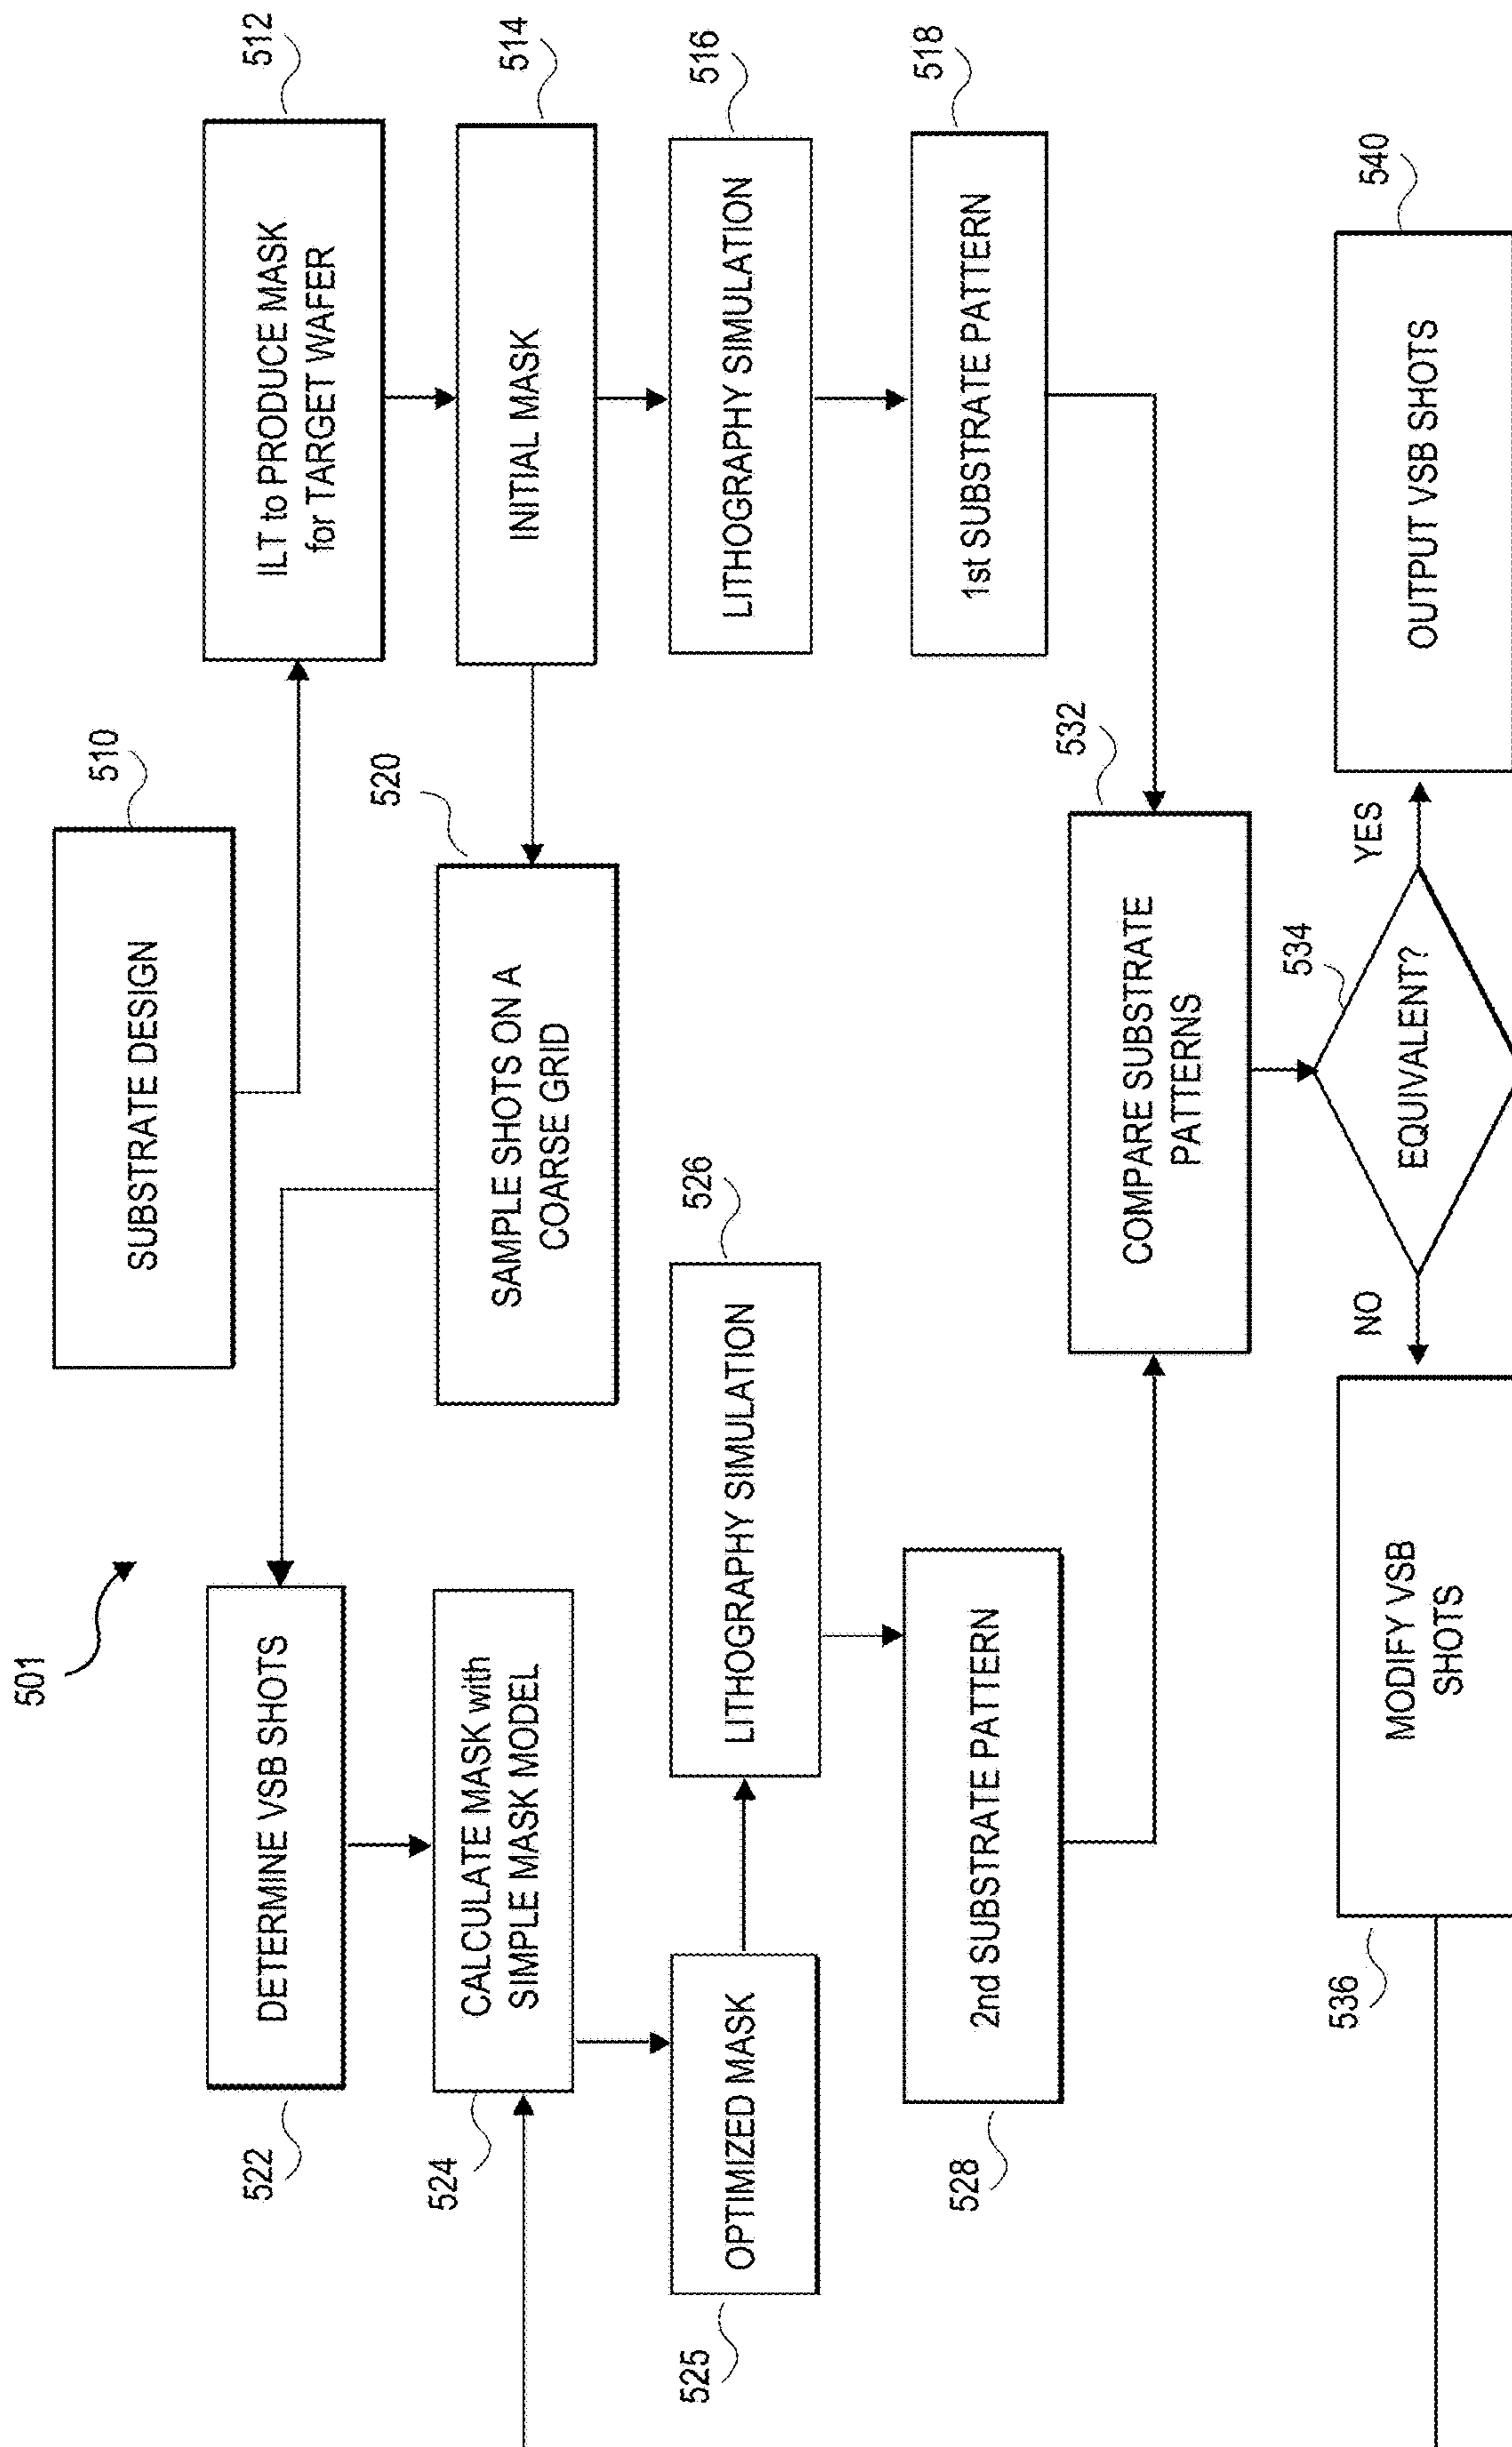 501
510
SUBSTRATE DESIGN
512
ILT to PRODUCE MASK
for TARGET WAFER
522
DETERMINE VSB SHOTS
520
SAMPLE SHOTS ON A
COARSE GRID
514
INITIAL MASK
524
CALCULATE MASK with
SIMPLE MASK MODEL
516
LITHOGRAPHY SIMULATION
525
OPTIMIZED MASK
526
LITHOGRAPHY SIMULATION
518
1st SUBSTRATE PATTERN
528
2nd SUBSTRATE PATTERN
532
COMPARE SUBSTRATE
PATTERNS
534
EQUIVALENT?
NO
YES
536
MODIFY VSB
SHOTS
540
OUTPUT VSB SHOTS